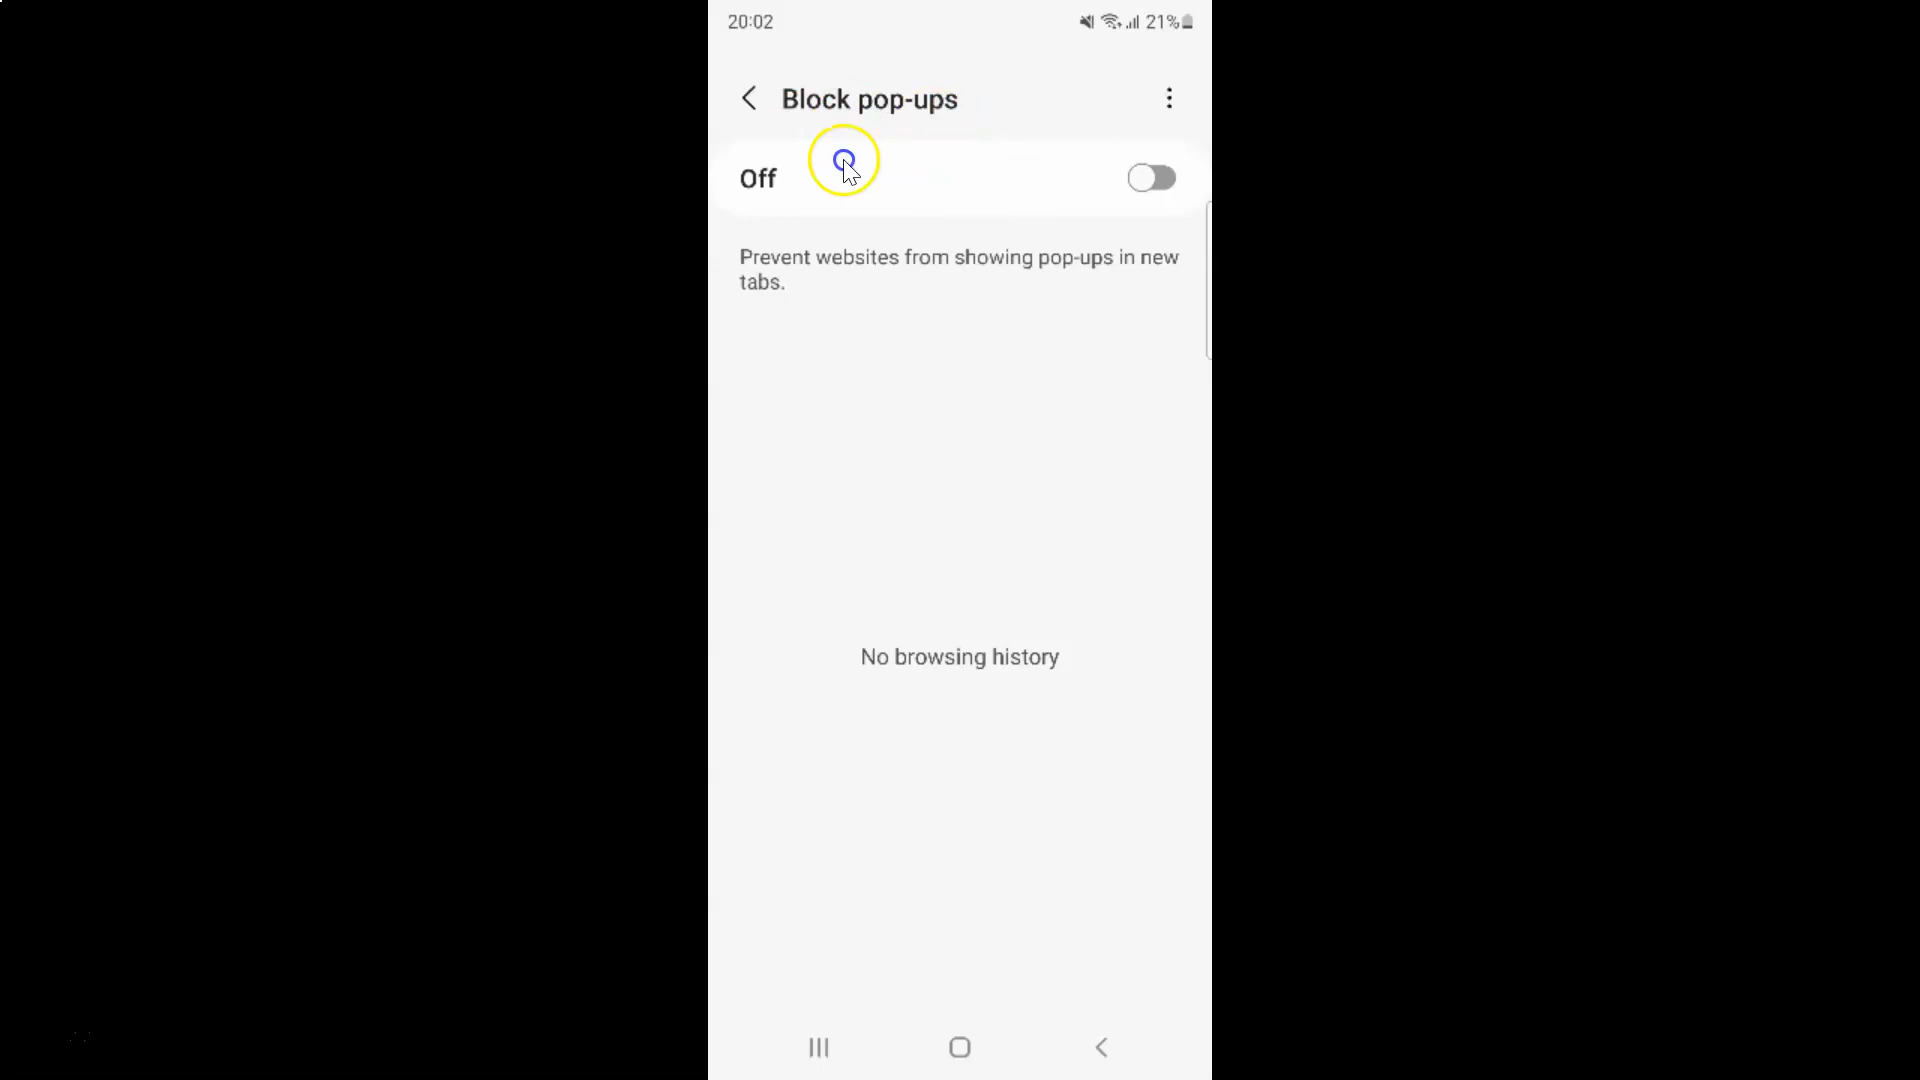 20:02
21%
Block pop-ups
Off
Prevent websites from showing pop-ups in new
tabs.
No browsing history